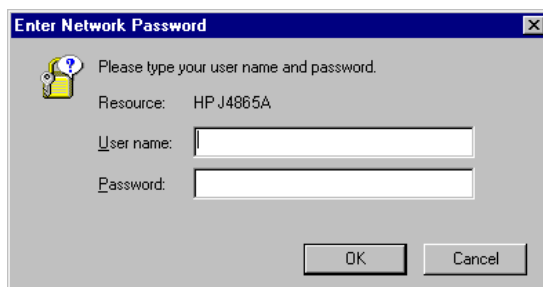 Enter Network Password
Please type your user name and password.
Resource: HP J4865A
User name:
Password:
OK Cancel